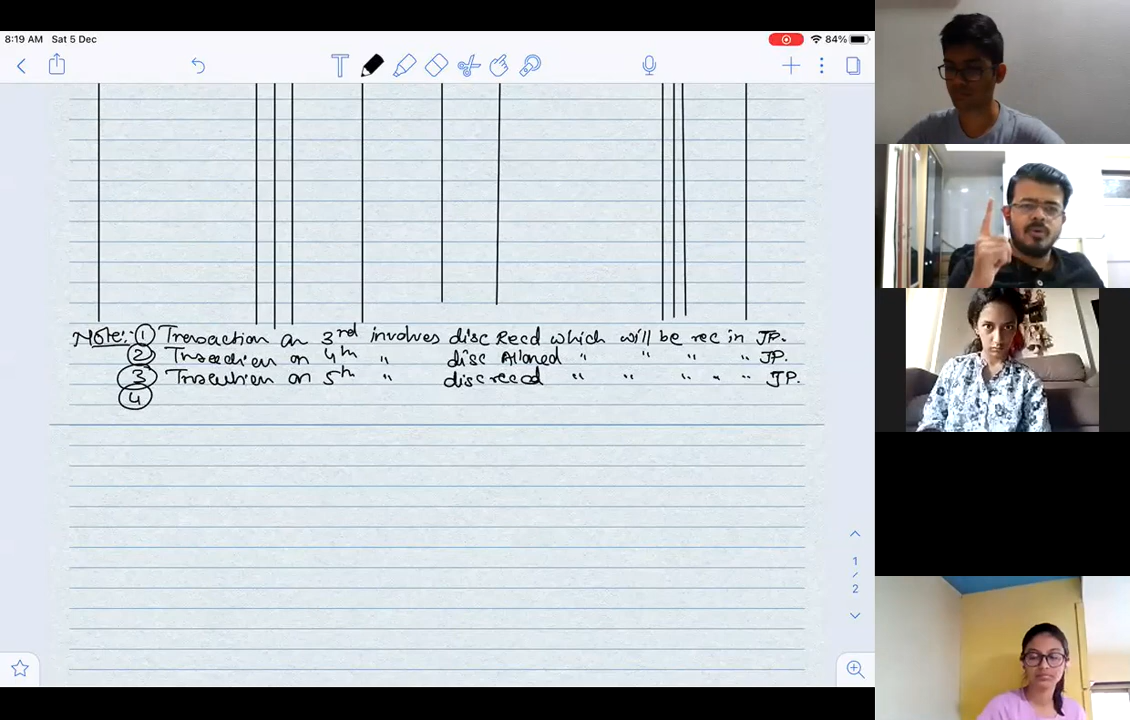 8:19 AM Sat 5 Dec
84%
T
Note:- 1 Transaction on 3rd involves disc Recd which will be rec in JP.
2 Transaction on 4th " disc Allowed " " " " JP.
3 Transaction on 5th " disc recd " " " " " JP.
4
1
/
2